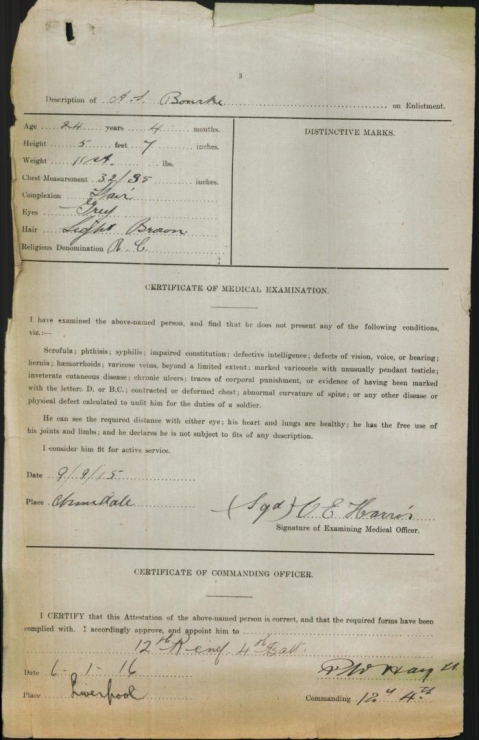 3
Description of A. S. Bourke on Enlistment.
Age 24 years 4 months.
Height 5 feet 7 inches.
Weight 11 st. lbs.
Chest Measurement 32/35 inches.
Complexion Fair
Eyes Grey
Hair Light Brown
Religious Denomination R. C.
DISTINCTIVE MARKS.
CERTIFICATE OF MEDICAL EXAMINATION.
I have examined the above-named person, and find that he does not present any of the following conditions, viz.:—
Scrofula; phthisis; syphilis; impaired constitution; defective intelligence; defects of vision, voice, or hearing;
hernia; hæmorrhoids; varicose veins, beyond a limited extent; marked varicocele with unusually pendant testicle;
inveterate cutaneous disease; chronic ulcers; traces of corporal punishment, or evidence of having been marked
with the letters D. or B.C.; contracted or deformed chest; abnormal curvature of spine; or any other disease or
physical defect calculated to unfit him for the duties of a soldier.
He can see the required distance with either eye; his heart and lungs are healthy; he has the free use of
his joints and limbs; and he declares he is not subject to fits of any description.
I consider him fit for active service.
Date 9/9/15
Place Armidale
(Sgd) E Harris
Signature of Examining Medical Officer.
CERTIFICATE OF COMMANDING OFFICER.
I CERTIFY that this Attestation of the above-named person is correct, and that the required forms have been
complied with. I accordingly approve, and appoint him to
12th Reinf 4th Batt.
Date 6-1-16
Place Liverpool
Commanding 12th 4th